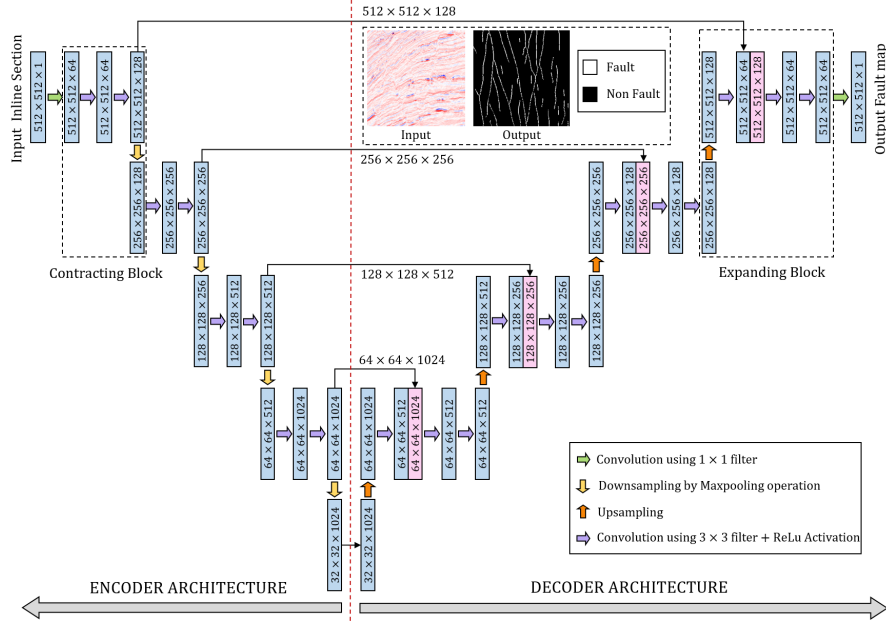 512 × 512 × 128
Input Inline Section
512 × 512 × 1
512 × 512 × 64
512 × 512 × 64
512 × 512 × 128
256 × 256 × 128
256 × 256 × 256
256 × 256 × 256
Contracting Block
128 × 128 × 256
128 × 128 × 512
128 × 128 × 512
64 × 64 × 512
64 × 64 × 1024
64 × 64 × 1024
32 × 32 × 1024
Input
Output
Fault
Non Fault
256 × 256 × 256
128 × 128 × 512
64 × 64 × 1024
32 × 32 × 1024
64 × 64 × 1024
64 × 64 × 512
64 × 64 × 1024
64 × 64 × 512
64 × 64 × 512
128 × 128 × 512
128 × 128 × 256
128 × 128 × 256
128 × 128 × 256
128 × 128 × 256
256 × 256 × 256
256 × 256 × 128
256 × 256 × 256
256 × 256 × 128
256 × 256 × 128
512 × 512 × 128
512 × 512 × 64
512 × 512 × 128
512 × 512 × 64
512 × 512 × 64
512 × 512 × 1
Output Fault map
Expanding Block
Convolution using 1 × 1 filter
Downsampling by Maxpooling operation
Upsampling
Convolution using 3 × 3 filter + ReLu Activation
ENCODER ARCHITECTURE
DECODER ARCHITECTURE